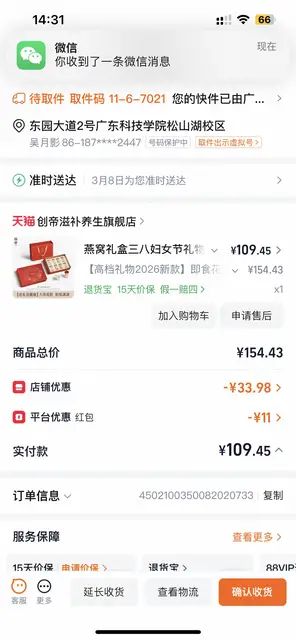 14:31
66
微信
现在
你收到了一条微信消息
待取件 取件码 11-6-7021 您的快件已由广...
东园大道2号广东科技学院松山湖校区
吴月影 86-187****2447 号码保护中 取件出示虚拟号
准时送达 3月8日为您准时送达
天猫 创帝滋补养生旗舰店
燕窝礼盒三八妇女节礼物 ¥109.45
【高档礼物2026新款】即食花 ¥154.43
退货宝 15天价保 假一赔四 x1
加入购物车 申请售后
商品总价 ¥154.43
店铺优惠 -¥33.98
平台优惠 红包 -¥11
实付款 ¥109.45
订单信息 4502100350082020733 复制
服务保障 查看更多
15天价保 申请价保 退货宝 88VIP
客服 更多 延长收货 查看物流 确认收货